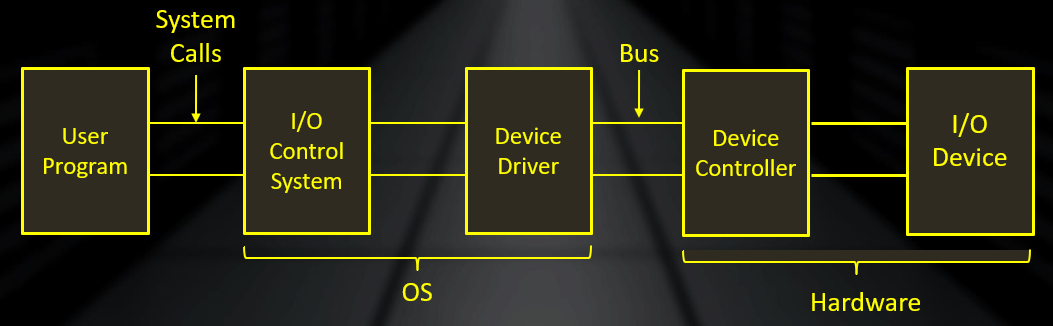 System
Calls
Bus
User
Program
I/O
Control
System
Device
Driver
Device
Controller
I/O
Device
OS
Hardware